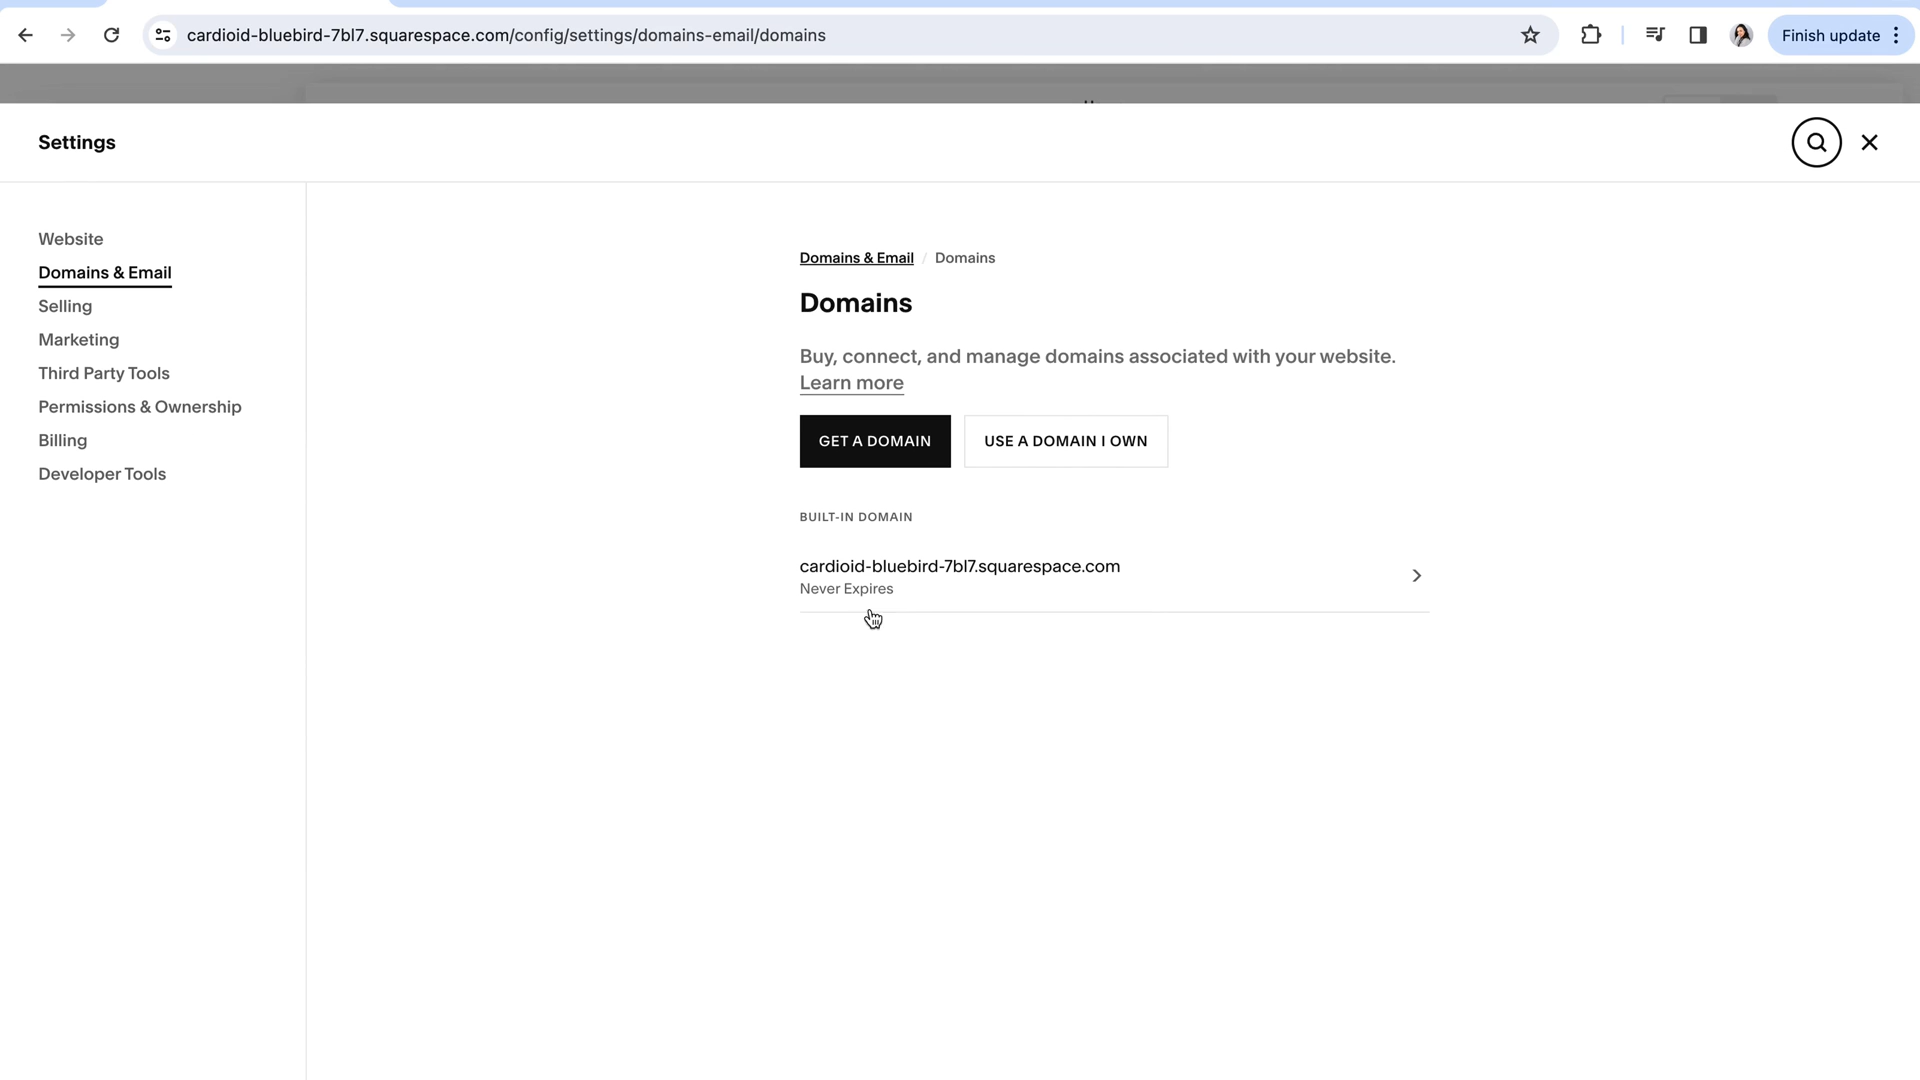 cardioid-bluebird-7bl7.squarespace.com/config/settings/domains-email/domains
Finish update
Settings
Website
Domains & Email
Selling
Marketing
Third Party Tools
Permissions & Ownership
Billing
Developer Tools
Domains & Email / Domains
Domains
Buy, connect, and manage domains associated with your website.
Learn more
GET A DOMAIN
USE A DOMAIN I OWN
BUILT-IN DOMAIN
cardioid-bluebird-7bl7.squarespace.com
Never Expires